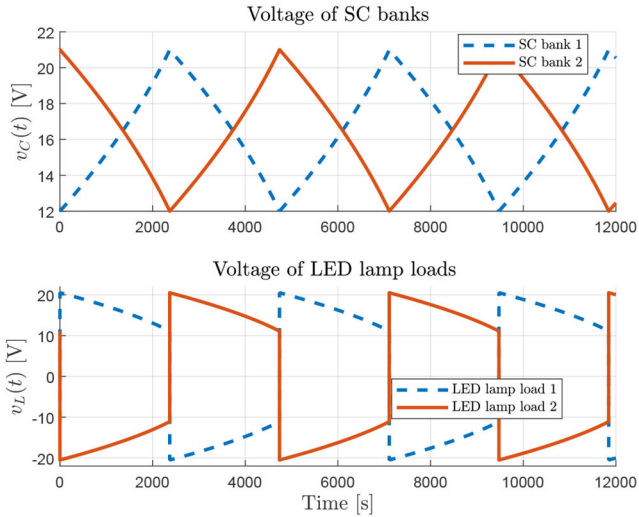 Voltage of SC banks
v_C(t) [V]
22
20
18
16
14
12
SC bank 1
SC bank 2
0 2000 4000 6000 8000 10000 12000
Voltage of LED lamp loads
v_L(t) [V]
20
10
0
-10
-20
LED lamp load 1
LED lamp load 2
0 2000 4000 6000 8000 10000 12000
Time [s]